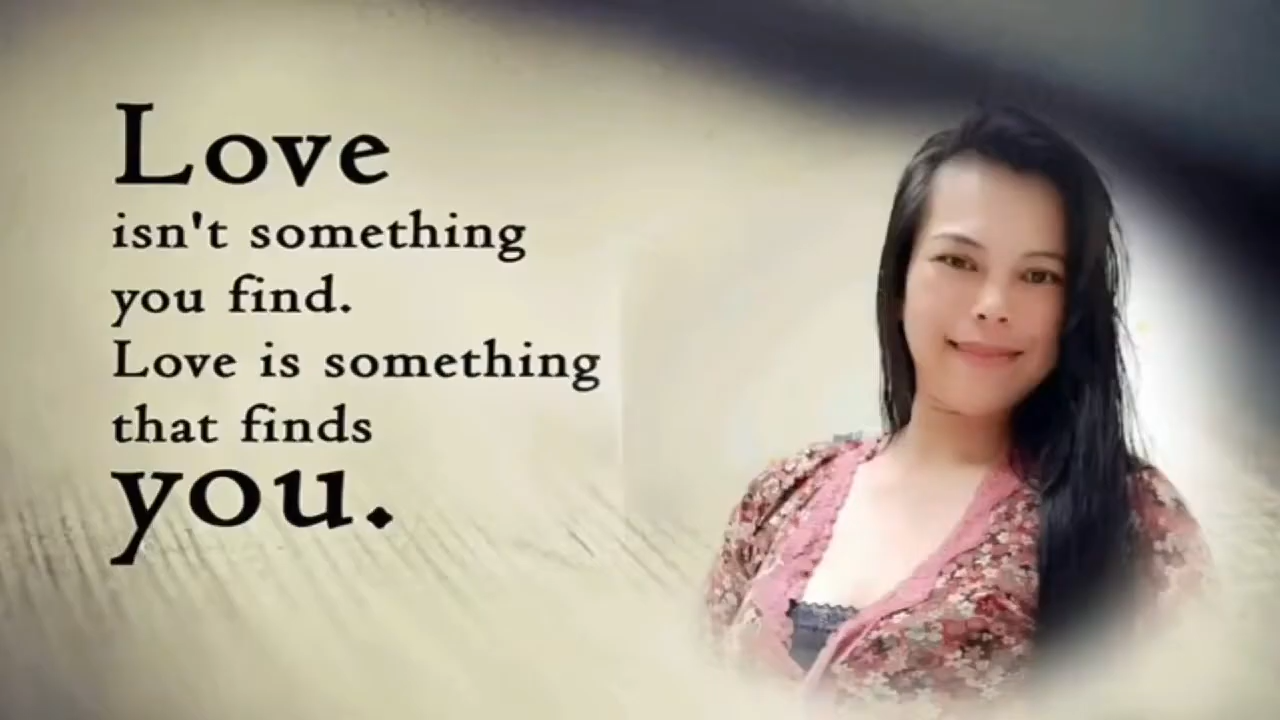 Love
isn't something
you find.
Love is something
that finds
you.